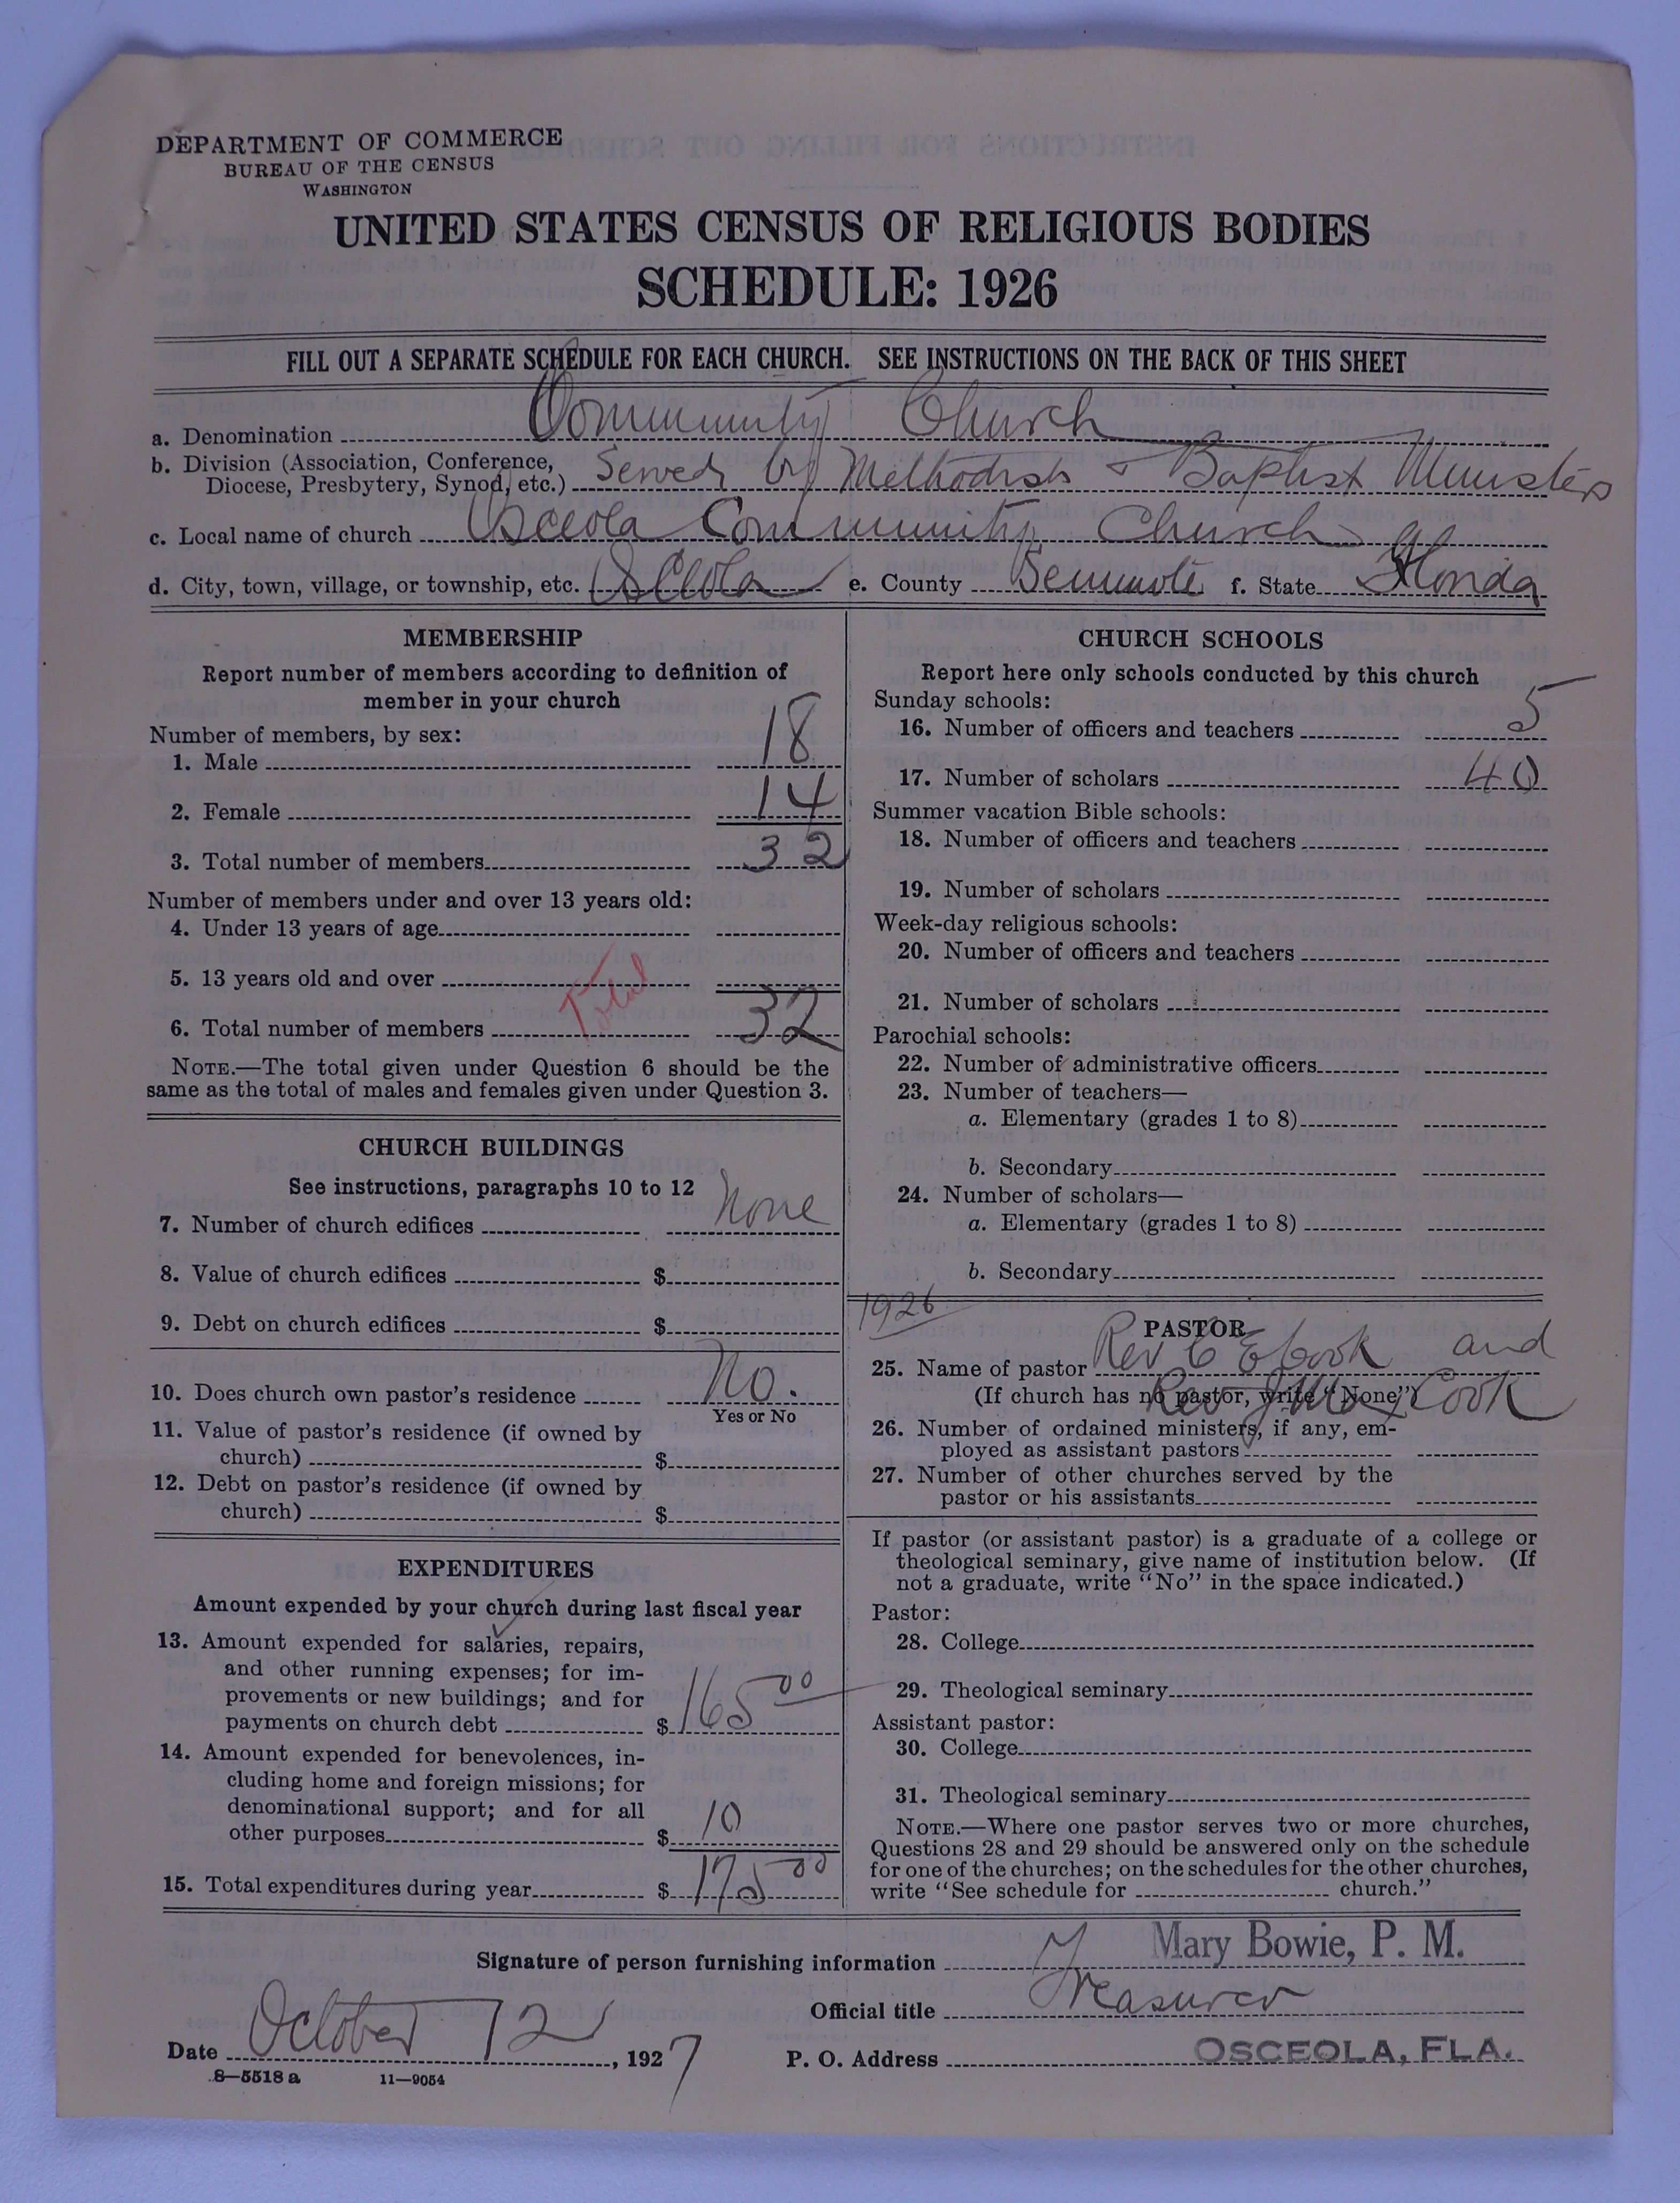 DEPARTMENT OF COMMERCE
BUREAU OF THE CENSUS
WASHINGTON
UNITED STATES CENSUS OF RELIGIOUS BODIES
SCHEDULE: 1926
FILL OUT A SEPARATE SCHEDULE FOR EACH CHURCH. SEE INSTRUCTIONS ON THE BACK OF THIS SHEET
a. Denomination Community Church
b. Division (Association, Conference,
Diocese, Presbytery, Synod, etc.) Served by Methodist & Baptist Ministers
c. Local name of church Osceola Community Church
d. City, town, village, or township, etc. Osceola e. County Seminole f. State Florida
MEMBERSHIP
Report number of members according to definition of
member in your church
Number of members, by sex:
1. Male 18
2. Female 14
3. Total number of members 32
Number of members under and over 13 years old:
4. Under 13 years of age
5. 13 years old and over
Total
6. Total number of members 32
NOTE.—The total given under Question 6 should be the
same as the total of males and females given under Question 3.
CHURCH BUILDINGS
See instructions, paragraphs 10 to 12
7. Number of church edifices None
8. Value of church edifices $
9. Debt on church edifices $
10. Does church own pastor's residence No.
Yes or No
11. Value of pastor's residence (if owned by
church) $
12. Debt on pastor's residence (if owned by
church) $
EXPENDITURES
Amount expended by your church during last fiscal year
13. Amount expended for salaries, repairs,
and other running expenses; for im-
provements or new buildings; and for
payments on church debt $ 165 00
14. Amount expended for benevolences, in-
cluding home and foreign missions; for
denominational support; and for all
other purposes $ 10
15. Total expenditures during year $ 175 00
CHURCH SCHOOLS
Report here only schools conducted by this church
Sunday schools:
16. Number of officers and teachers 5
17. Number of scholars 40
Summer vacation Bible schools:
18. Number of officers and teachers
19. Number of scholars
Week-day religious schools:
20. Number of officers and teachers
21. Number of scholars
Parochial schools:
22. Number of administrative officers
23. Number of teachers—
a. Elementary (grades 1 to 8)
b. Secondary
24. Number of scholars—
a. Elementary (grades 1 to 8)
b. Secondary
1926
PASTOR
25. Name of pastor Rev C E Cook and
(If church has no pastor, write "None") Rev J Cook
26. Number of ordained ministers, if any, em-
ployed as assistant pastors
27. Number of other churches served by the
pastor or his assistants
If pastor (or assistant pastor) is a graduate of a college or
theological seminary, give name of institution below. (If
not a graduate, write "No" in the space indicated.)
Pastor:
28. College
29. Theological seminary
Assistant pastor:
30. College
31. Theological seminary
NOTE.—Where one pastor serves two or more churches,
Questions 28 and 29 should be answered only on the schedule
for one of the churches; on the schedules for the other churches,
write "See schedule for church."
Signature of person furnishing information Mary Bowie, P. M.
Official title Treasurer
Date October 12, 1927
P. O. Address OSCEOLA, FLA.
8—5518 a 11—9054